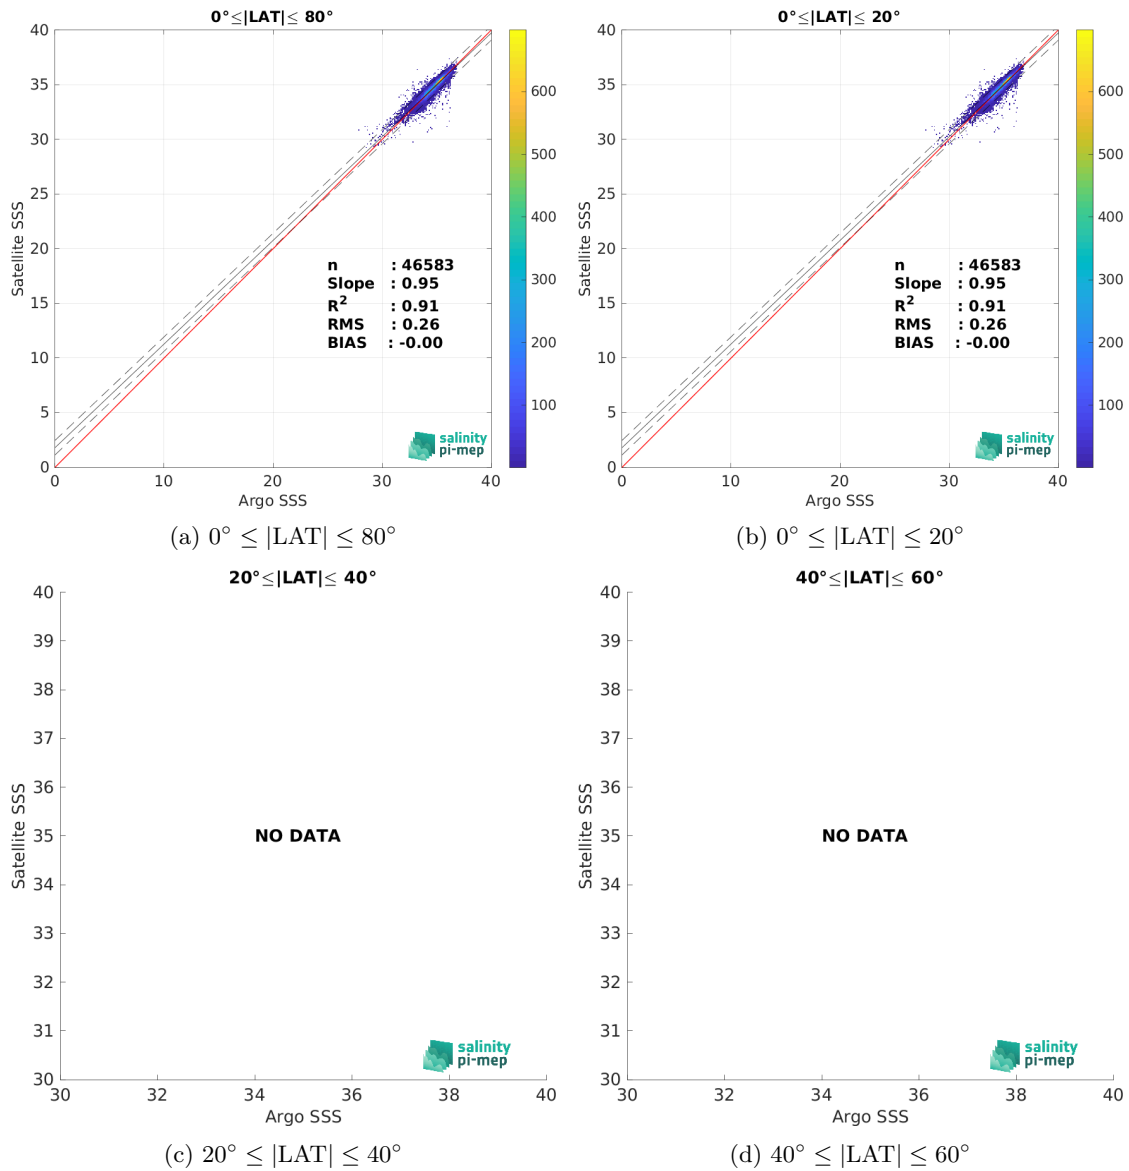 0°≤|LAT|≤ 80°
40
35
30
25
20
15
10
5
0
Satellite SSS
600
500
400
300
200
100
n : 46583
Slope : 0.95
R² : 0.91
RMS : 0.26
BIAS : -0.00
salinity
pi-mep
0 10 20 30 40
Argo SSS
(a) 0° ≤ |LAT| ≤ 80°
0°≤|LAT|≤ 20°
40
35
30
25
20
15
10
5
0
Satellite SSS
600
500
400
300
200
100
n : 46583
Slope : 0.95
R² : 0.91
RMS : 0.26
BIAS : -0.00
salinity
pi-mep
0 10 20 30 40
Argo SSS
(b) 0° ≤ |LAT| ≤ 20°
20°≤|LAT|≤ 40°
40
39
38
37
36
35
34
33
32
31
30
Satellite SSS
NO DATA
salinity
pi-mep
30 32 34 36 38 40
Argo SSS
(c) 20° ≤ |LAT| ≤ 40°
40°≤|LAT|≤ 60°
40
39
38
37
36
35
34
33
32
31
30
Satellite SSS
NO DATA
salinity
pi-mep
30 32 34 36 38 40
Argo SSS
(d) 40° ≤ |LAT| ≤ 60°